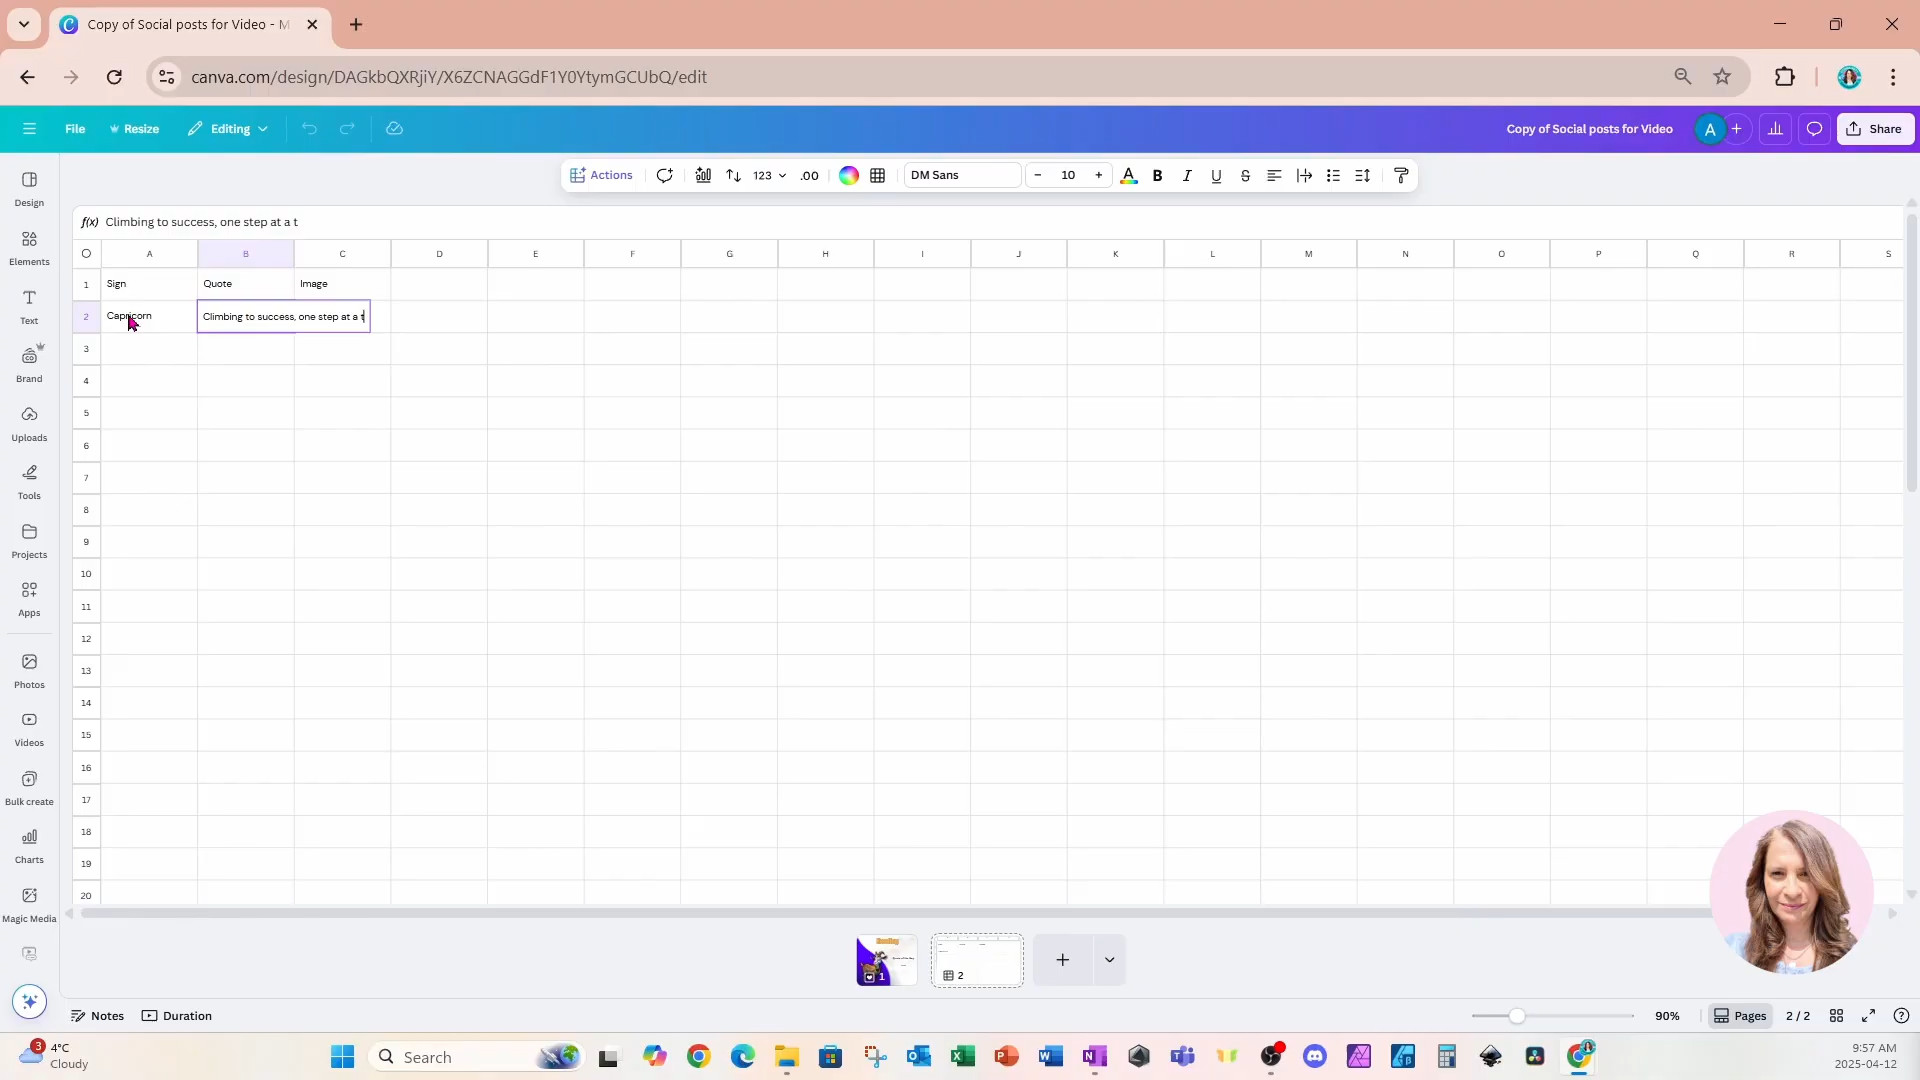 Copy of Social posts for Video - M
canva.com/design/DAGkbQXRjiY/X6ZCNAGGdF1Y0YtymGCUbQ/edit
File Resize Editing Copy of Social posts for Video A Share
Actions 123 .00 DM Sans - 10 + A B I U S
f(x) Climbing to success, one step at a t
A B C D E F G H I J K L M N O P Q R S
1 Sign Quote Image
2 Capricorn Climbing to success, one step at a t
3
4
5
6
7
8
9
10
11
12
13
14
15
16
17
18
19
20
Design
Elements
Text
Brand
Uploads
Tools
Projects
Apps
Photos
Videos
Bulk create
Charts
Magic Media
1
2
Notes Duration 90% Pages 2 / 2
3 4°C
Cloudy
Search
9:57 AM
2025-04-12